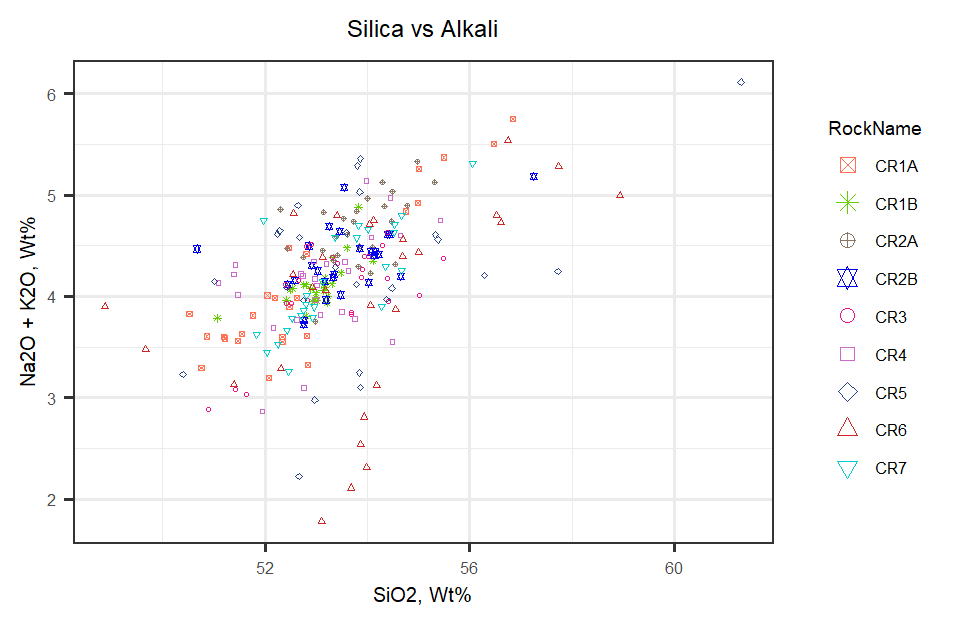 Silica vs Alkali
Na2O + K2O, Wt%
6
5
4
3
2
52
56
60
SiO2, Wt%
RockName
CR1A
CR1B
CR2A
CR2B
CR3
CR4
CR5
CR6
CR7